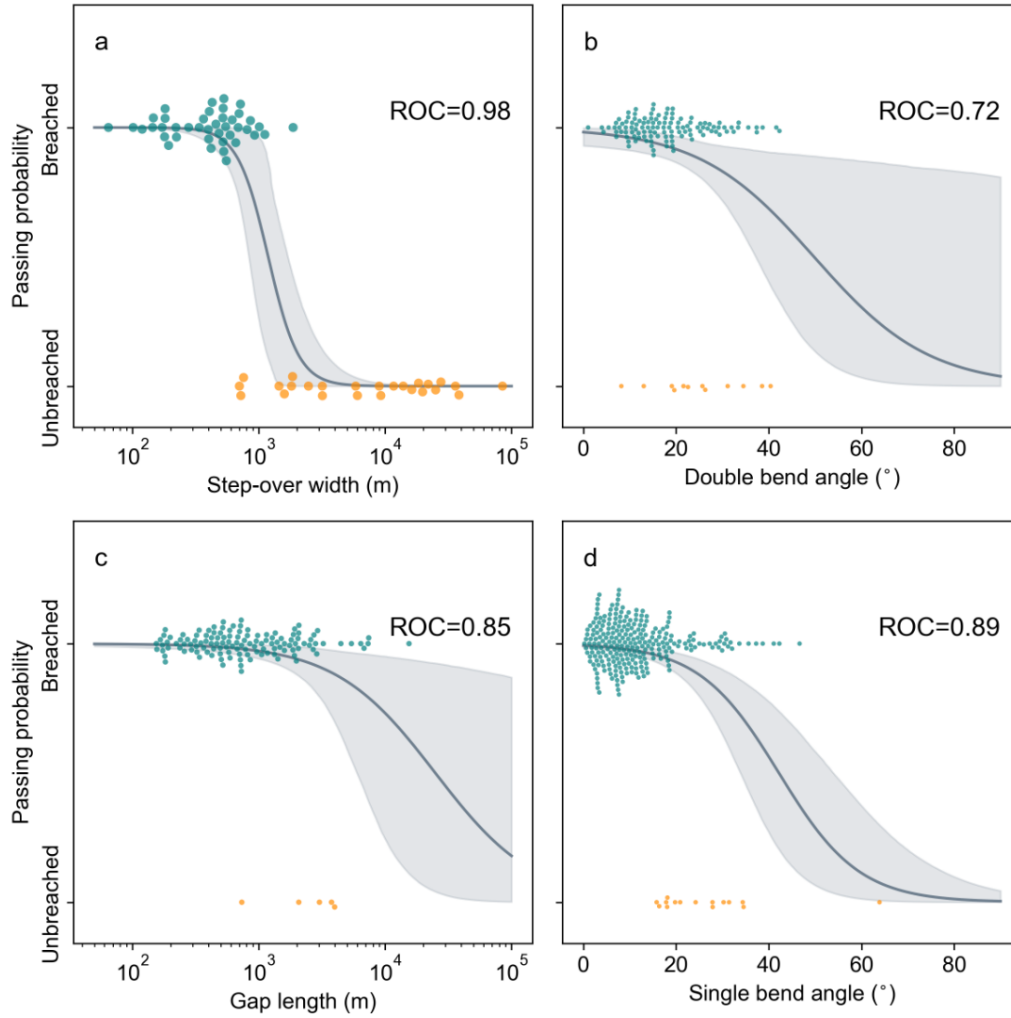 a
ROC=0.98
Passing probability
Breached
Unbreached
10²
10³
10⁴
10⁵
Step-over width (m)
b
ROC=0.72
0
20
40
60
80
Double bend angle (°)
c
ROC=0.85
Passing probability
Breached
Unbreached
10²
10³
10⁴
10⁵
Gap length (m)
d
ROC=0.89
0
20
40
60
80
Single bend angle (°)